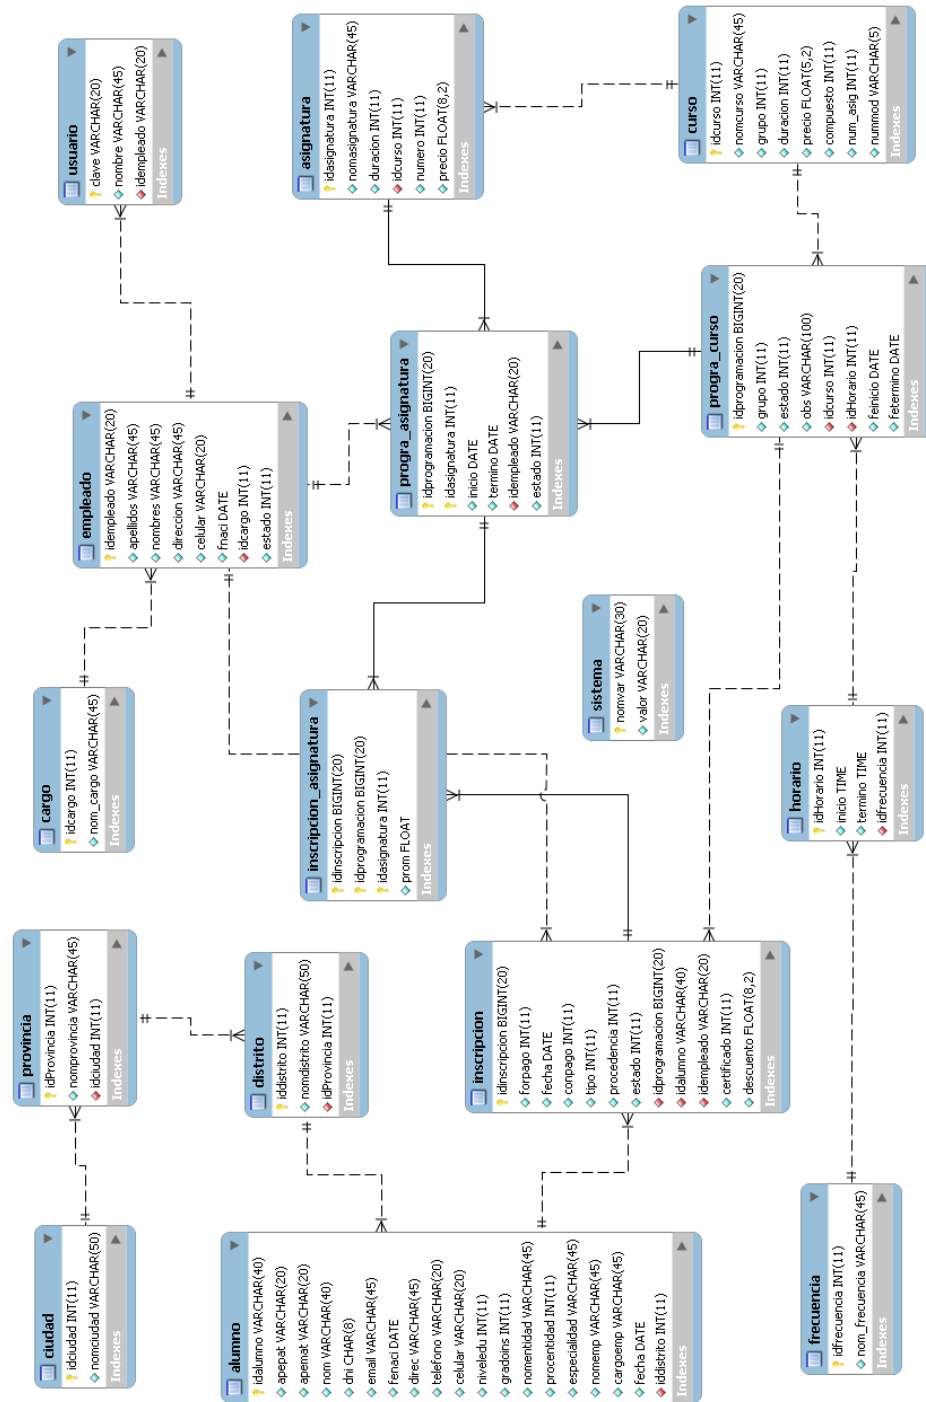 ciudad
idciudad INT(11)
nomciudad VARCHAR(50)
Indexes
provincia
idProvincia INT(11)
nomprovincia VARCHAR(45)
idciudad INT(11)
Indexes
cargo
idcargo INT(11)
nom_cargo VARCHAR(45)
Indexes
empleado
idempleado VARCHAR(20)
apellidos VARCHAR(45)
nombres VARCHAR(45)
direccion VARCHAR(45)
celular VARCHAR(20)
fnaci DATE
idcargo INT(11)
estado INT(11)
Indexes
usuario
clave VARCHAR(20)
nombre VARCHAR(45)
idempleado VARCHAR(20)
Indexes
alumno
idalumno VARCHAR(40)
apepat VARCHAR(20)
apemat VARCHAR(20)
nom VARCHAR(40)
dni CHAR(8)
email VARCHAR(45)
fenaci DATE
direc VARCHAR(45)
telefono VARCHAR(20)
celular VARCHAR(20)
niveledu INT(11)
gradoins INT(11)
nomentidad VARCHAR(45)
procentidad INT(11)
especialidad VARCHAR(45)
nomemp VARCHAR(45)
cargoemp VARCHAR(45)
fecha DATE
iddistrito INT(11)
Indexes
distrito
iddistrito INT(11)
nomdistrito VARCHAR(50)
idProvincia INT(11)
Indexes
inscripcion_asignatura
idinscripcion BIGINT(20)
idprogramacion BIGINT(20)
idasignatura INT(11)
prom FLOAT
Indexes
progra_asignatura
idprogramacion BIGINT(20)
idasignatura INT(11)
inicio DATE
termino DATE
idempleado VARCHAR(20)
estado INT(11)
Indexes
asignatura
idasignatura INT(11)
nomasignatura VARCHAR(45)
duracion INT(11)
idcurso INT(11)
numero INT(11)
precio FLOAT(8,2)
Indexes
inscripcion
idinscripcion BIGINT(20)
forpago INT(11)
fecha DATE
conpago INT(11)
tipo INT(11)
procedencia INT(11)
estado INT(11)
idprogramacion BIGINT(20)
idalumno VARCHAR(40)
idempleado VARCHAR(20)
certificado INT(11)
descuento FLOAT(8,2)
Indexes
sistema
nomvar VARCHAR(30)
valor VARCHAR(20)
Indexes
frecuencia
idfrecuencia INT(11)
nom_frecuencia VARCHAR(45)
Indexes
horario
idHorario INT(11)
inicio TIME
termino TIME
idfrecuencia INT(11)
Indexes
progra_curso
idprogramacion BIGINT(20)
grupo INT(11)
estado INT(11)
obs VARCHAR(100)
idcurso INT(11)
idHorario INT(11)
feinicio DATE
fetermino DATE
Indexes
curso
idcurso INT(11)
nomcurso VARCHAR(45)
grupo INT(11)
duracion INT(11)
precio FLOAT(5,2)
compuesto INT(11)
num_asig INT(11)
nummod VARCHAR(5)
Indexes